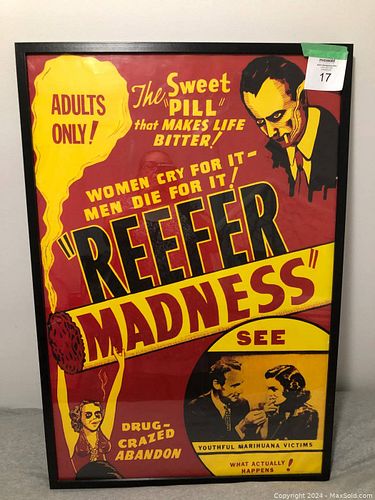 17
ADULTS
ONLY!
The Sweet
"PILL"
that MAKES LIFE
BITTER!
WOMEN CRY FOR IT-
MEN DIE FOR IT!
"REEFER
MADNESS"
SEE
DRUG-
CRAZED
ABANDON
YOUTHFUL MARIHUANA VICTIMS
WHAT ACTUALLY
HAPPENS!
© Copyright 2024 - MaxSold.com